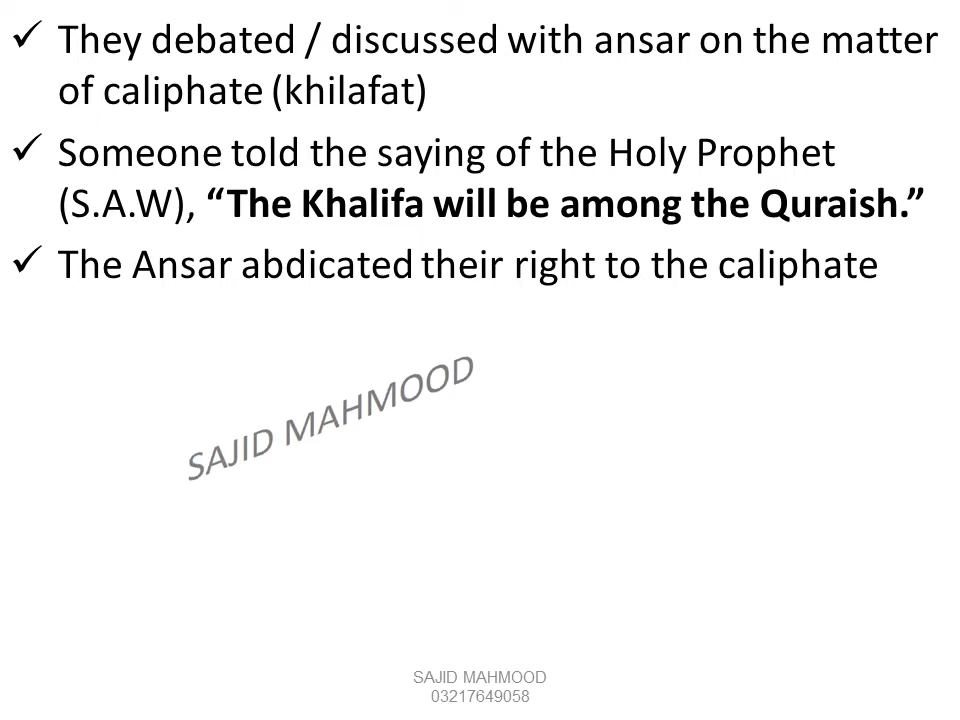 ✓ They debated / discussed with ansar on the matter
of caliphate (khilafat)
✓ Someone told the saying of the Holy Prophet
(S.A.W), “The Khalifa will be among the Quraish.”
✓ The Ansar abdicated their right to the caliphate
SAJID MAHMOOD
SAJID MAHMOOD
03217649058